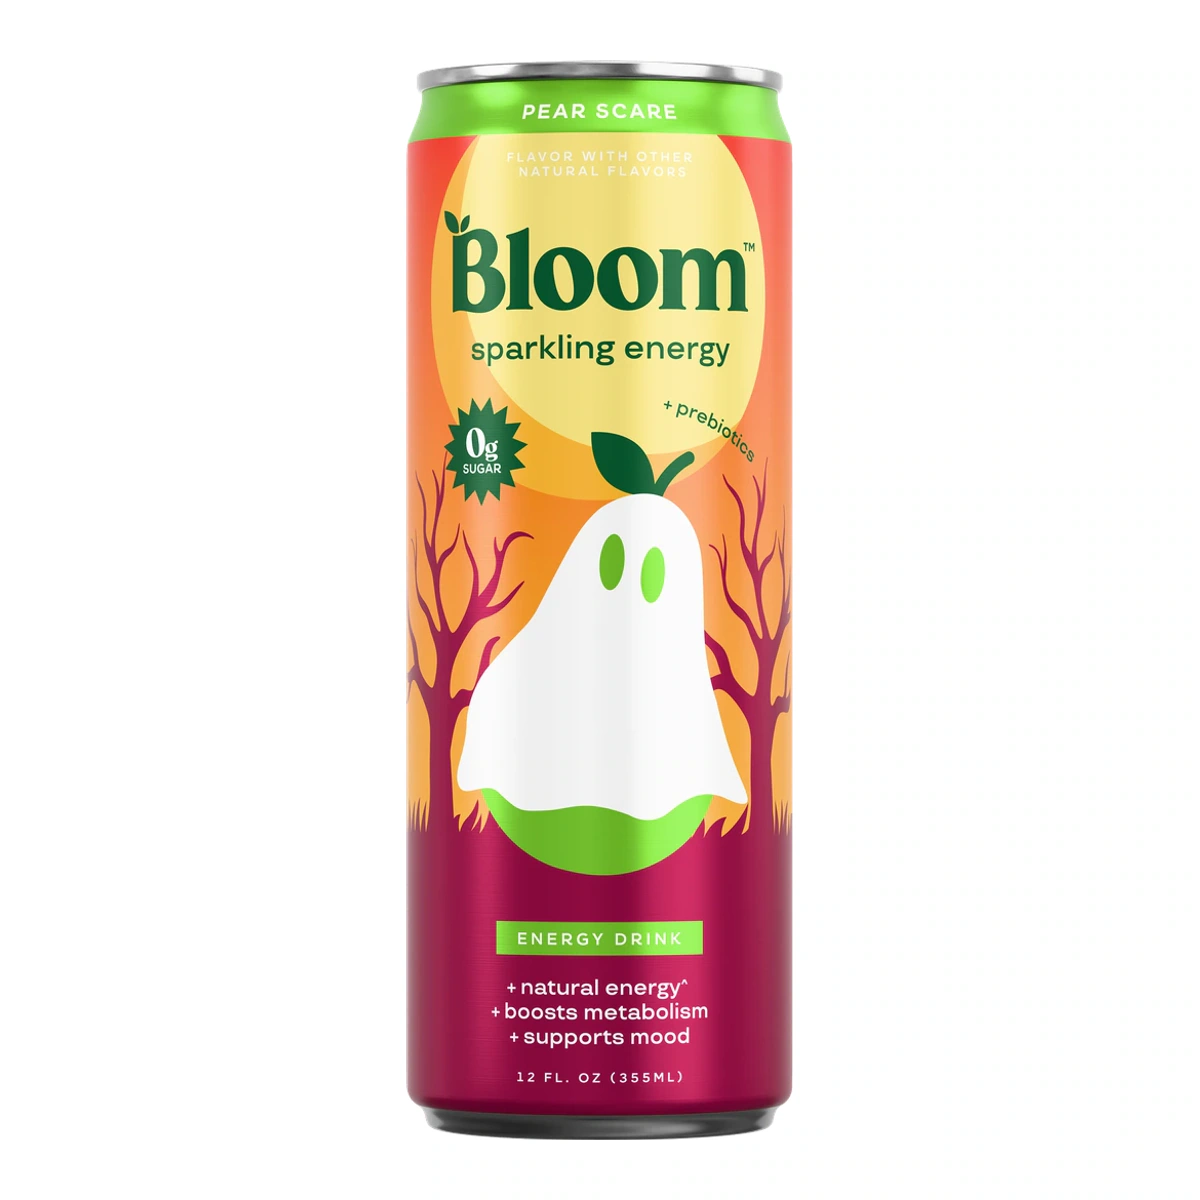 PEAR SCARE
FLAVOR WITH OTHER
NATURAL FLAVORS
Bloom™
sparkling energy
+ prebiotics
0g
SUGAR
ENERGY DRINK
+ natural energy^
+ boosts metabolism
+ supports mood
12 FL. OZ (355ML)